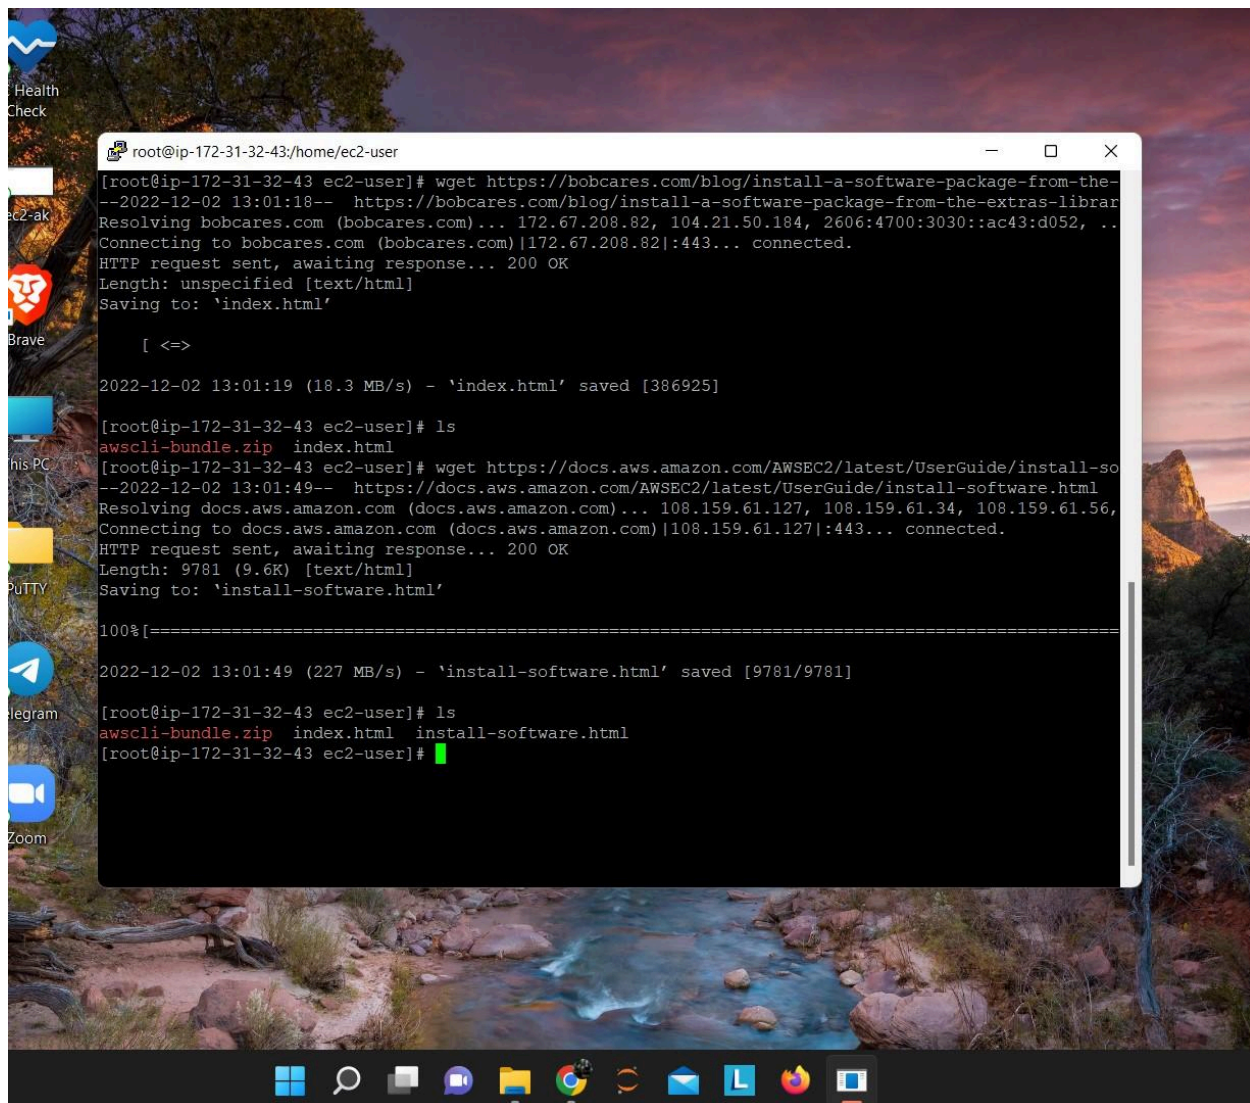 Health
Check
ec2-ak
Brave
his PC
PuTTY
elegram
Zoom
root@ip-172-31-32-43:/home/ec2-user
[root@ip-172-31-32-43 ec2-user]# wget https://bobcares.com/blog/install-a-software-package-from-the-
--2022-12-02 13:01:18--  https://bobcares.com/blog/install-a-software-package-from-the-extras-librar
Resolving bobcares.com (bobcares.com)... 172.67.208.82, 104.21.50.184, 2606:4700:3030::ac43:d052, ..
Connecting to bobcares.com (bobcares.com)|172.67.208.82|:443... connected.
HTTP request sent, awaiting response... 200 OK
Length: unspecified [text/html]
Saving to: ‘index.html’
[ <=>
2022-12-02 13:01:19 (18.3 MB/s) - ‘index.html’ saved [386925]
[root@ip-172-31-32-43 ec2-user]# ls
awscli-bundle.zip  index.html
[root@ip-172-31-32-43 ec2-user]# wget https://docs.aws.amazon.com/AWSEC2/latest/UserGuide/install-so
--2022-12-02 13:01:49--  https://docs.aws.amazon.com/AWSEC2/latest/UserGuide/install-software.html
Resolving docs.aws.amazon.com (docs.aws.amazon.com)... 108.159.61.127, 108.159.61.34, 108.159.61.56,
Connecting to docs.aws.amazon.com (docs.aws.amazon.com)|108.159.61.127|:443... connected.
HTTP request sent, awaiting response... 200 OK
Length: 9781 (9.6K) [text/html]
Saving to: ‘install-software.html’
100%[===============================================================================================
2022-12-02 13:01:49 (227 MB/s) - ‘install-software.html’ saved [9781/9781]
[root@ip-172-31-32-43 ec2-user]# ls
awscli-bundle.zip  index.html  install-software.html
[root@ip-172-31-32-43 ec2-user]#
L